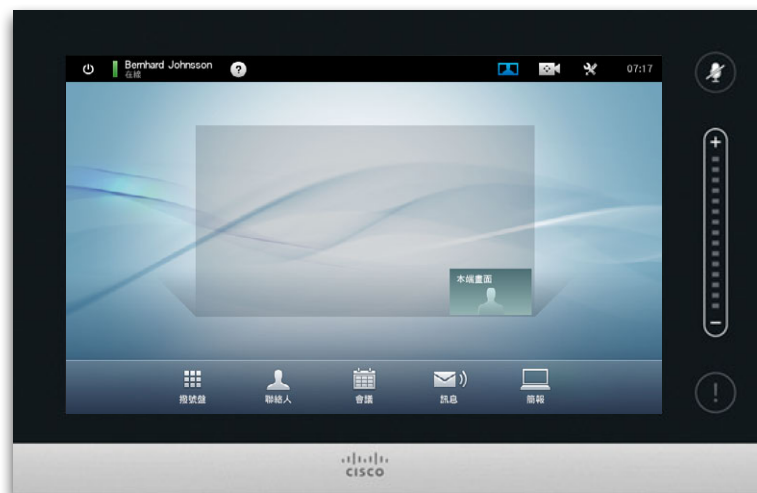 Bernhard Johnsson
在線
?
07:17
本端畫面
撥號盤
聯絡人
會議
訊息
簡報
CISCO